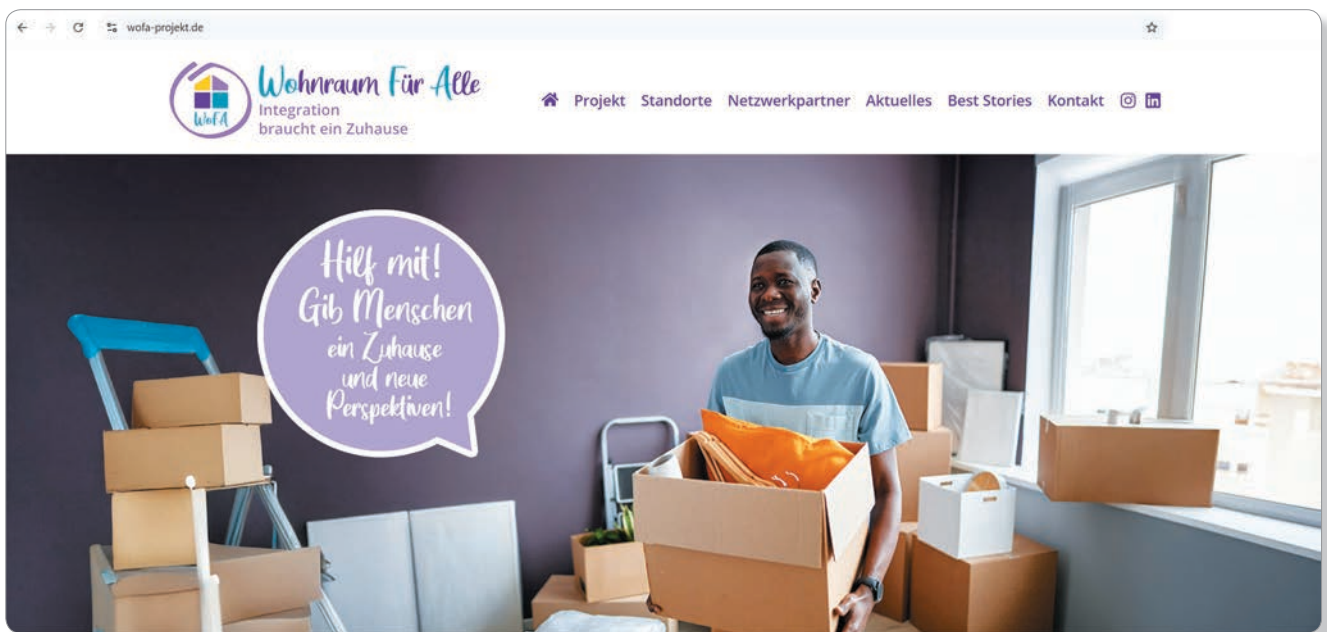 wofa-projekt.de
WoFA
Wohnraum Für Alle
Integration
braucht ein Zuhause
Projekt Standorte Netzwerkpartner Aktuelles Best Stories Kontakt
Hilf mit!
Gib Menschen
ein Zuhause
und neue
Perspektiven!